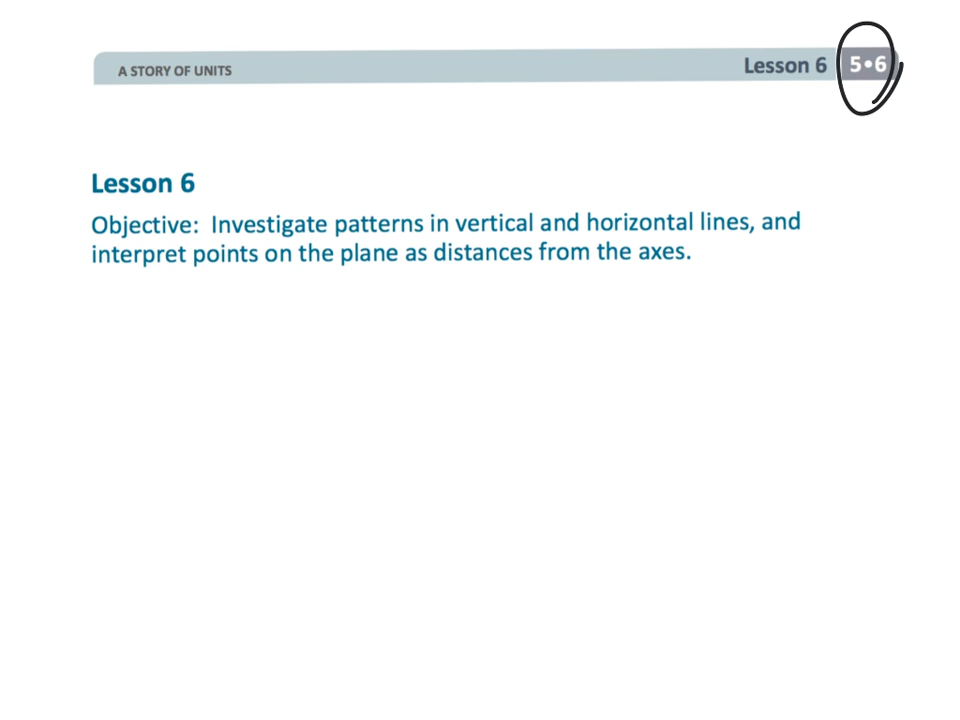 A STORY OF UNITS
Lesson 6
5•6
Lesson 6
Objective:  Investigate patterns in vertical and horizontal lines, and
interpret points on the plane as distances from the axes.